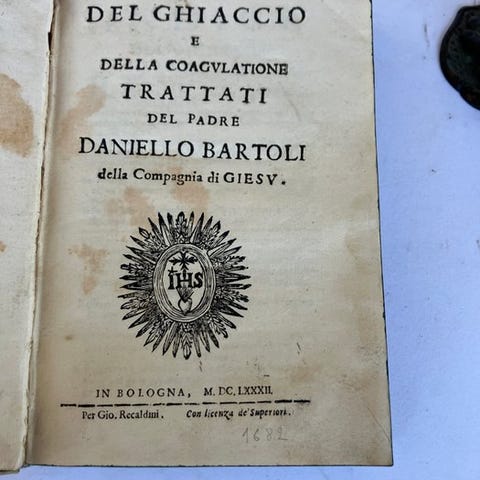 DEL GHIACCIO
E
DELLA COAGVLATIONE
TRATTATI
DEL PADRE
DANIELLO BARTOLI
della Compagnia di GIESV.
IHS
IN BOLOGNA, M. DC. LXXXII.
Per Gio. Recaldini. Con licenza de' Superiori.
1682